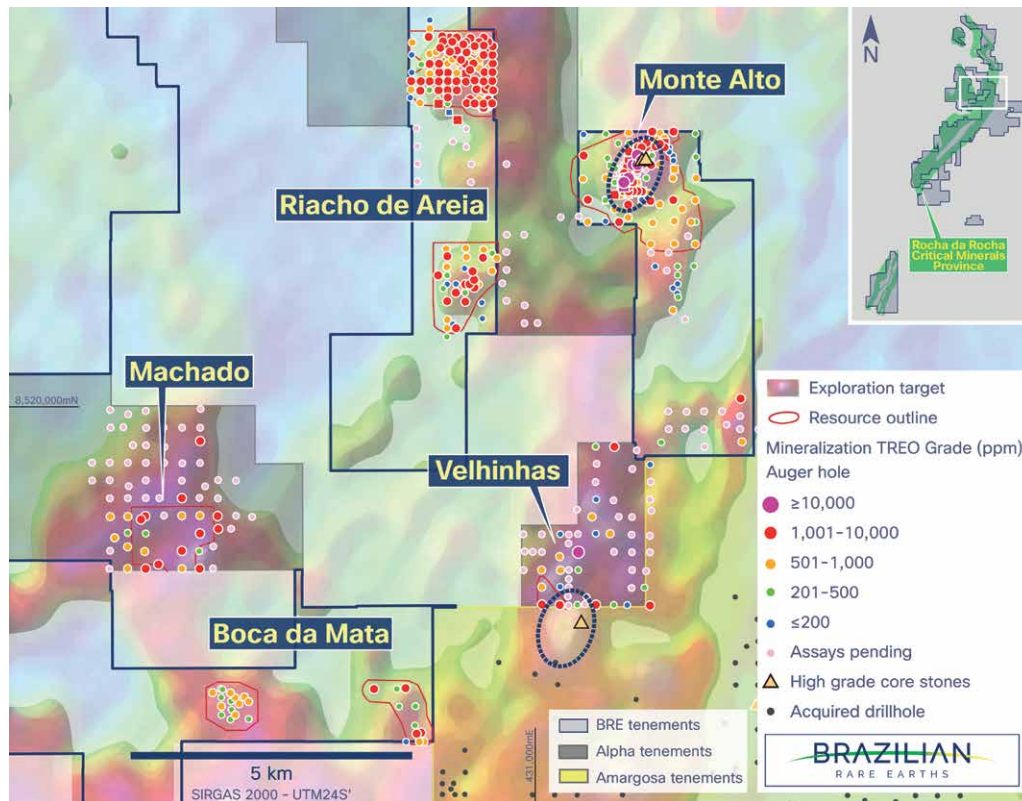 Monte Alto
N
Riacho de Areia
Rocha da Rocha
Critical Minerals
Province
Machado
8,520,000mN
Velhinhas
Boca da Mata
Exploration target
Resource outline
Mineralization TREO Grade (ppm)
Auger hole
≥10,000
1,001–10,000
501–1,000
201–500
≤200
Assays pending
High grade core stones
Acquired drillhole
5 km
SIRGAS 2000 - UTM24S'
431,000mE
BRE tenements
Alpha tenements
Amargosa tenements
BRAZILIAN
RARE EARTHS